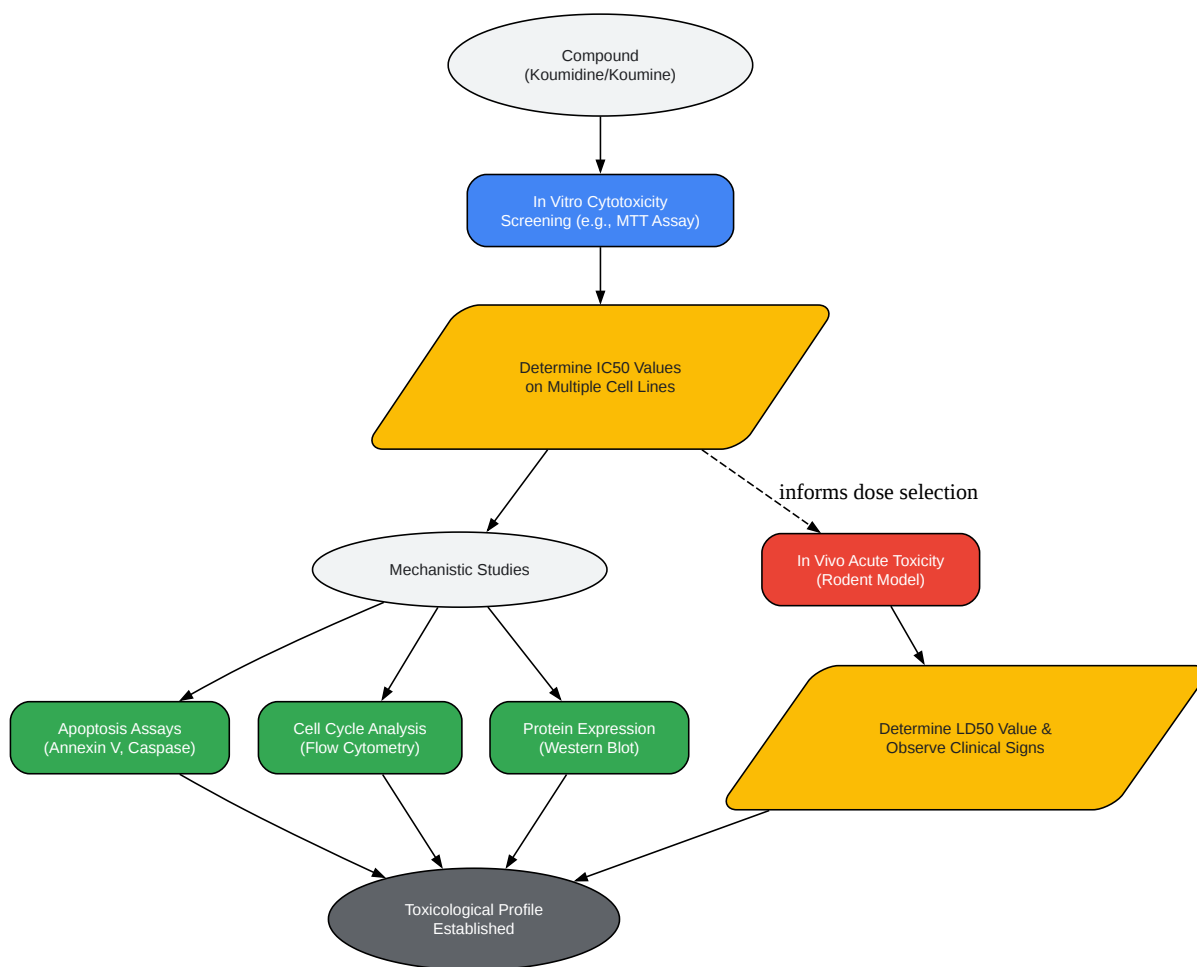 Compound
(Koumidine/Koumine)
In Vitro Cytotoxicity
Screening (e.g., MTT Assay)
Determine IC50 Values
on Multiple Cell Lines
informs dose selection
Mechanistic Studies
In Vivo Acute Toxicity
(Rodent Model)
Apoptosis Assays
(Annexin V, Caspase)
Cell Cycle Analysis
(Flow Cytometry)
Protein Expression
(Western Blot)
Determine LD50 Value &
Observe Clinical Signs
Toxicological Profile
Established